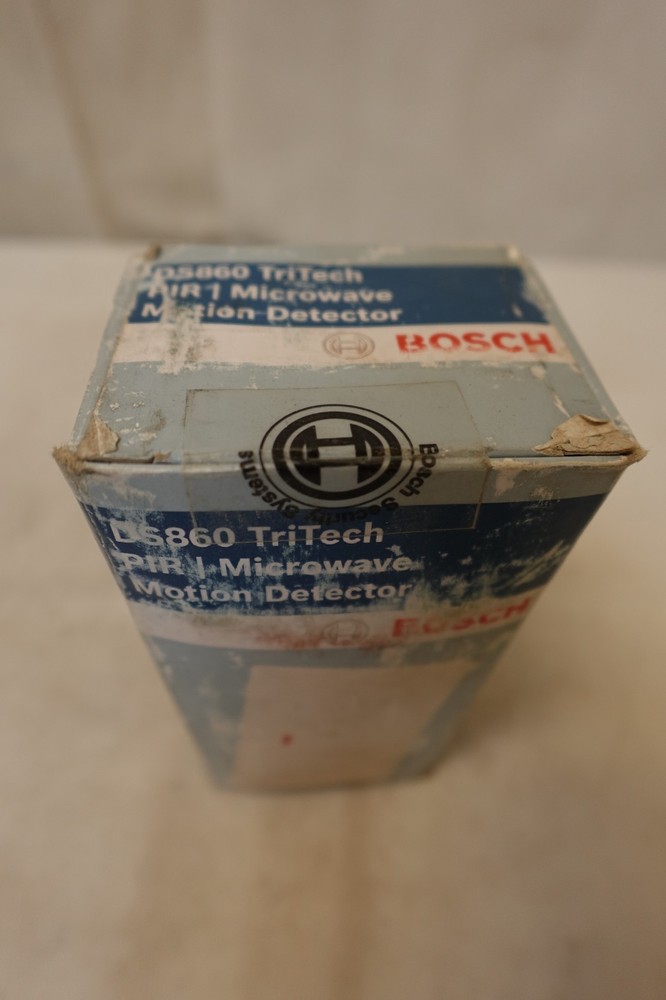 DS860 TriTech
PIR | Microwave
Motion Detector
BOSCH
Bosch Security Systems
DS860 TriTech
PIR | Microwave
Motion Detector
BOSCH